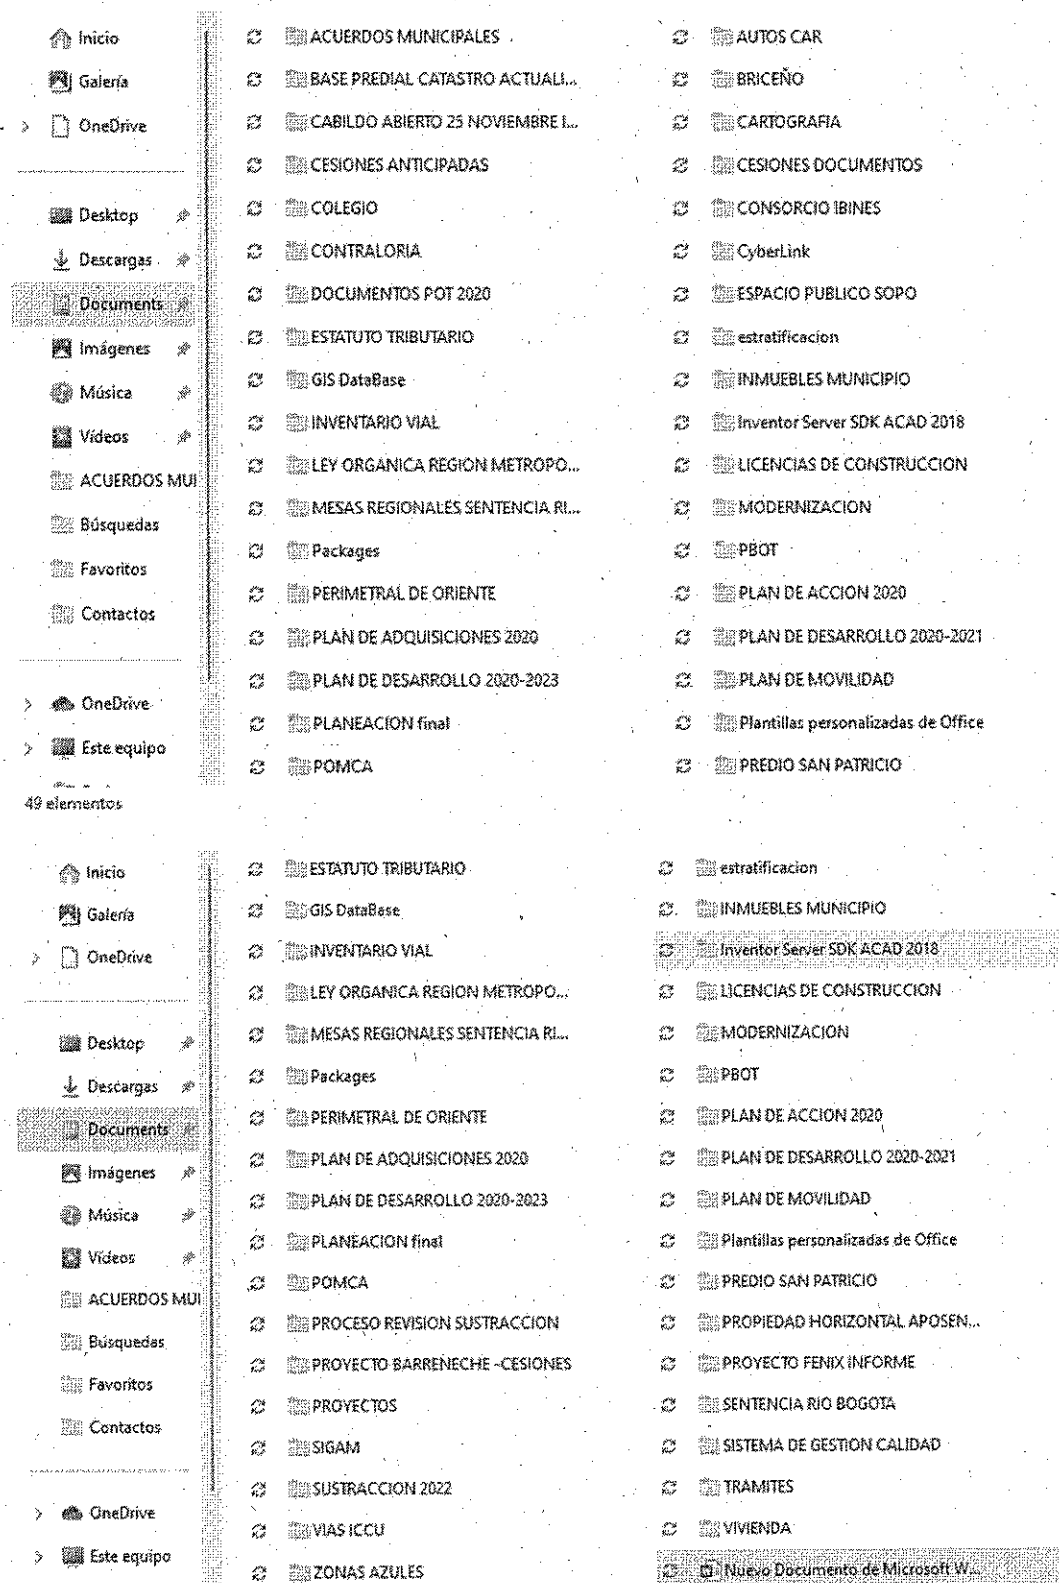 Inicio
Galería
OneDrive
Desktop
Descargas
Documents
Imágenes
Música
Vídeos
ACUERDOS MUI
Búsquedas
Favoritos
Contactos
OneDrive
Este equipo
49 elementos
ACUERDOS MUNICIPALES
AUTOS CAR
BASE PREDIAL CATASTRO ACTUALI...
BRICEÑO
CABILDO ABIERTO 25 NOVIEMBRE I...
CARTOGRAFIA
CESIONES ANTICIPADAS
CESIONES DOCUMENTOS
COLEGIO
CONSORCIO IBINES
CONTRALORIA
CyberLink
DOCUMENTOS POT 2020
ESPACIO PUBLICO SOPO
ESTATUTO TRIBUTARIO
estratificacion
GIS DataBase
INMUEBLES MUNICIPIO
INVENTARIO VIAL
Inventor Server SDK ACAD 2018
LEY ORGANICA REGION METROPO...
LICENCIAS DE CONSTRUCCION
MESAS REGIONALES SENTENCIA RI...
MODERNIZACION
Packages
PBOT
PERIMETRAL DE ORIENTE
PLAN DE ACCION 2020
PLAN DE ADQUISICIONES 2020
PLAN DE DESARROLLO 2020-2021
PLAN DE DESARROLLO 2020-2023
PLAN DE MOVILIDAD
PLANEACION final
Plantillas personalizadas de Office
POMCA
PREDIO SAN PATRICIO
Inicio
Galería
OneDrive
Desktop
Descargas
Documents
Imágenes
Música
Vídeos
ACUERDOS MUI
Búsquedas
Favoritos
Contactos
OneDrive
Este equipo
ESTATUTO TRIBUTARIO
estratificacion
GIS DataBase
INMUEBLES MUNICIPIO
INVENTARIO VIAL
Inventor Server SDK ACAD 2018
LEY ORGANICA REGION METROPO...
LICENCIAS DE CONSTRUCCION
MESAS REGIONALES SENTENCIA RI...
MODERNIZACION
Packages
PBOT
PERIMETRAL DE ORIENTE
PLAN DE ACCION 2020
PLAN DE ADQUISICIONES 2020
PLAN DE DESARROLLO 2020-2021
PLAN DE DESARROLLO 2020-2023
PLAN DE MOVILIDAD
PLANEACION final
Plantillas personalizadas de Office
POMCA
PREDIO SAN PATRICIO
PROCESO REVISION SUSTRACCION
PROPIEDAD HORIZONTAL APOSEN...
PROYECTO BARRENECHE -CESIONES
PROYECTO FENIX INFORME
PROYECTOS
SENTENCIA RIO BOGOTA
SIGAM
SISTEMA DE GESTION CALIDAD
SUSTRACCION 2022
TRAMITES
VIAS ICCU
VIVIENDA
ZONAS AZULES
Nuevo Documento de Microsoft W...